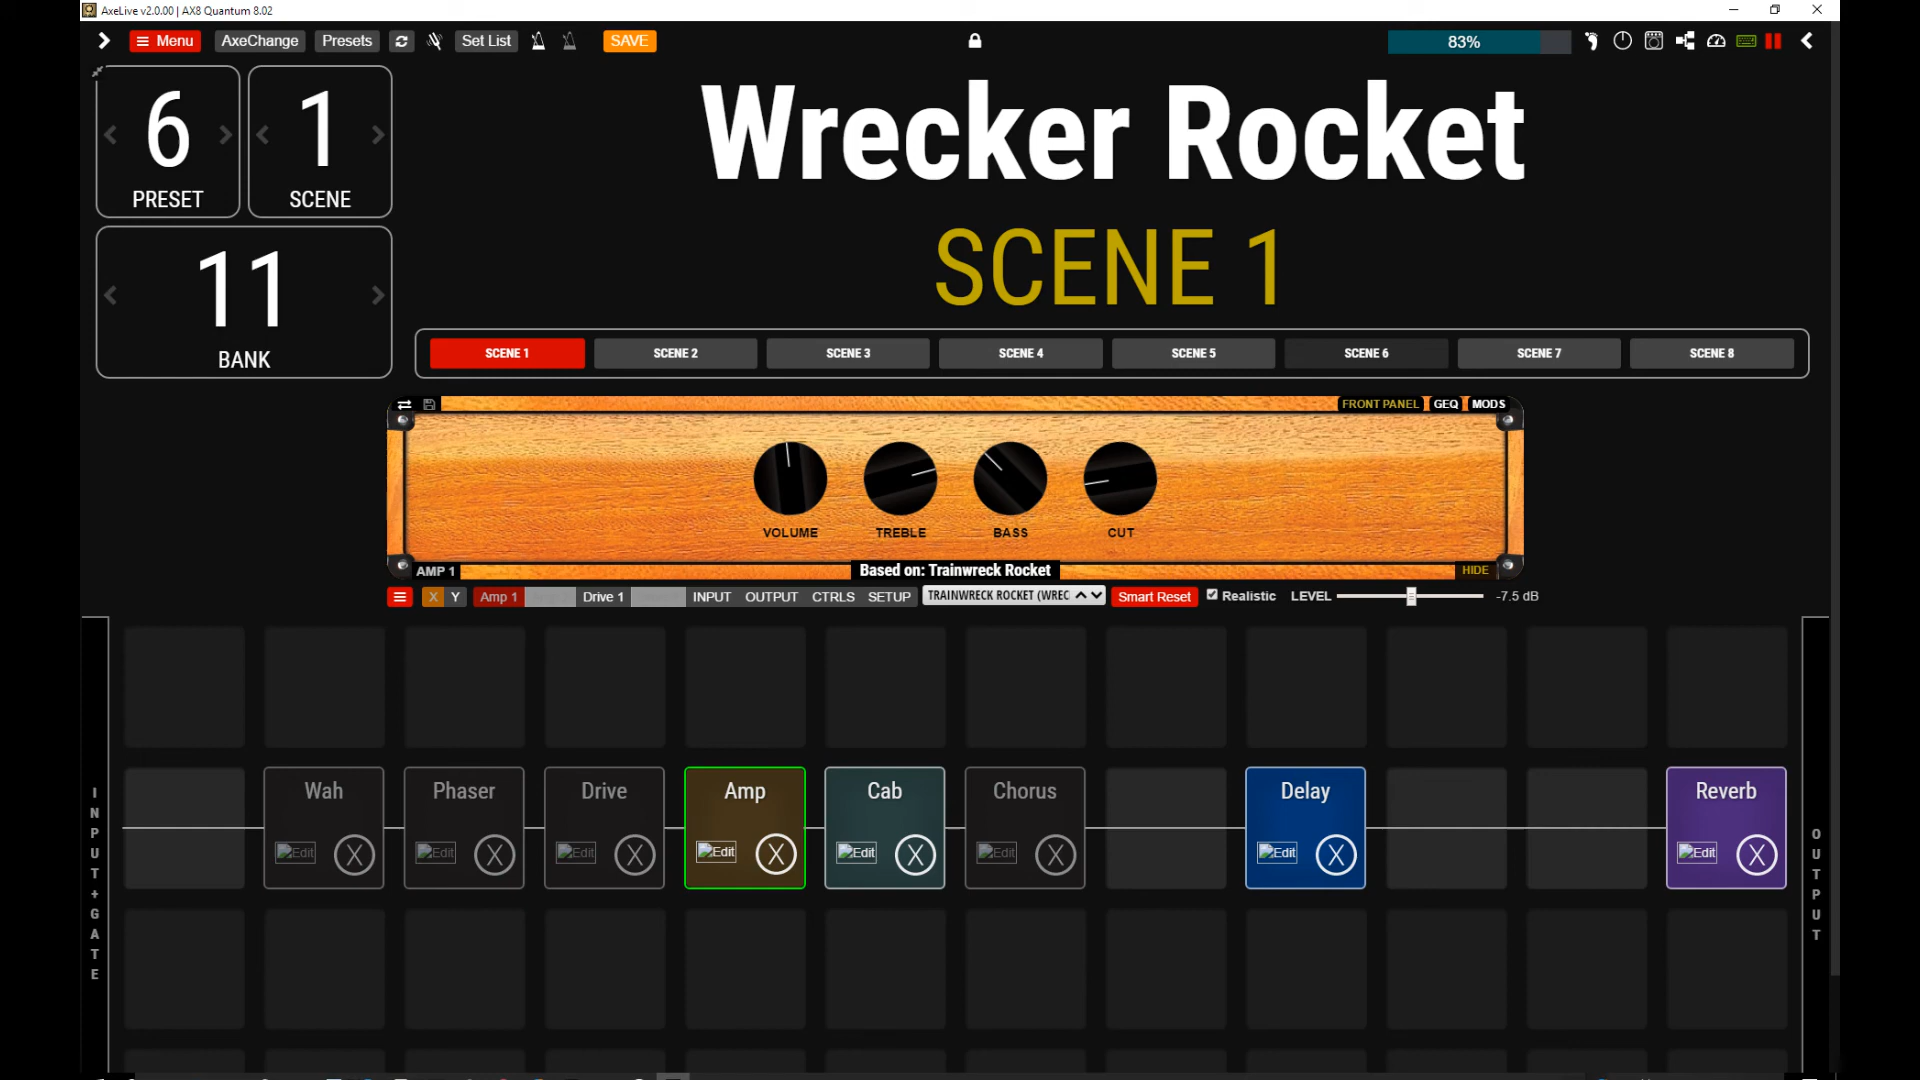 AxeLive v2.0.00 | AX8 Quantum 8.02
Menu AxeChange Presets Set List SAVE 83%
6 PRESET
1 SCENE
11 BANK
Wrecker Rocket
SCENE 1
SCENE 1 SCENE 2 SCENE 3 SCENE 4 SCENE 5 SCENE 6 SCENE 7 SCENE 8
FRONT PANEL GEQ MODS
VOLUME TREBLE BASS CUT
AMP 1 Based on: Trainwreck Rocket HIDE
X Y Amp 1 Drive 1 INPUT OUTPUT CTRLS SETUP TRAINWRECK ROCKET (WREC Smart Reset Realistic LEVEL -7.5 dB
INPUT+GATE
Wah Phaser Drive Amp Cab Chorus Delay Reverb
Edit X Edit X Edit X Edit X Edit X Edit X Edit X Edit X
OUTPUT